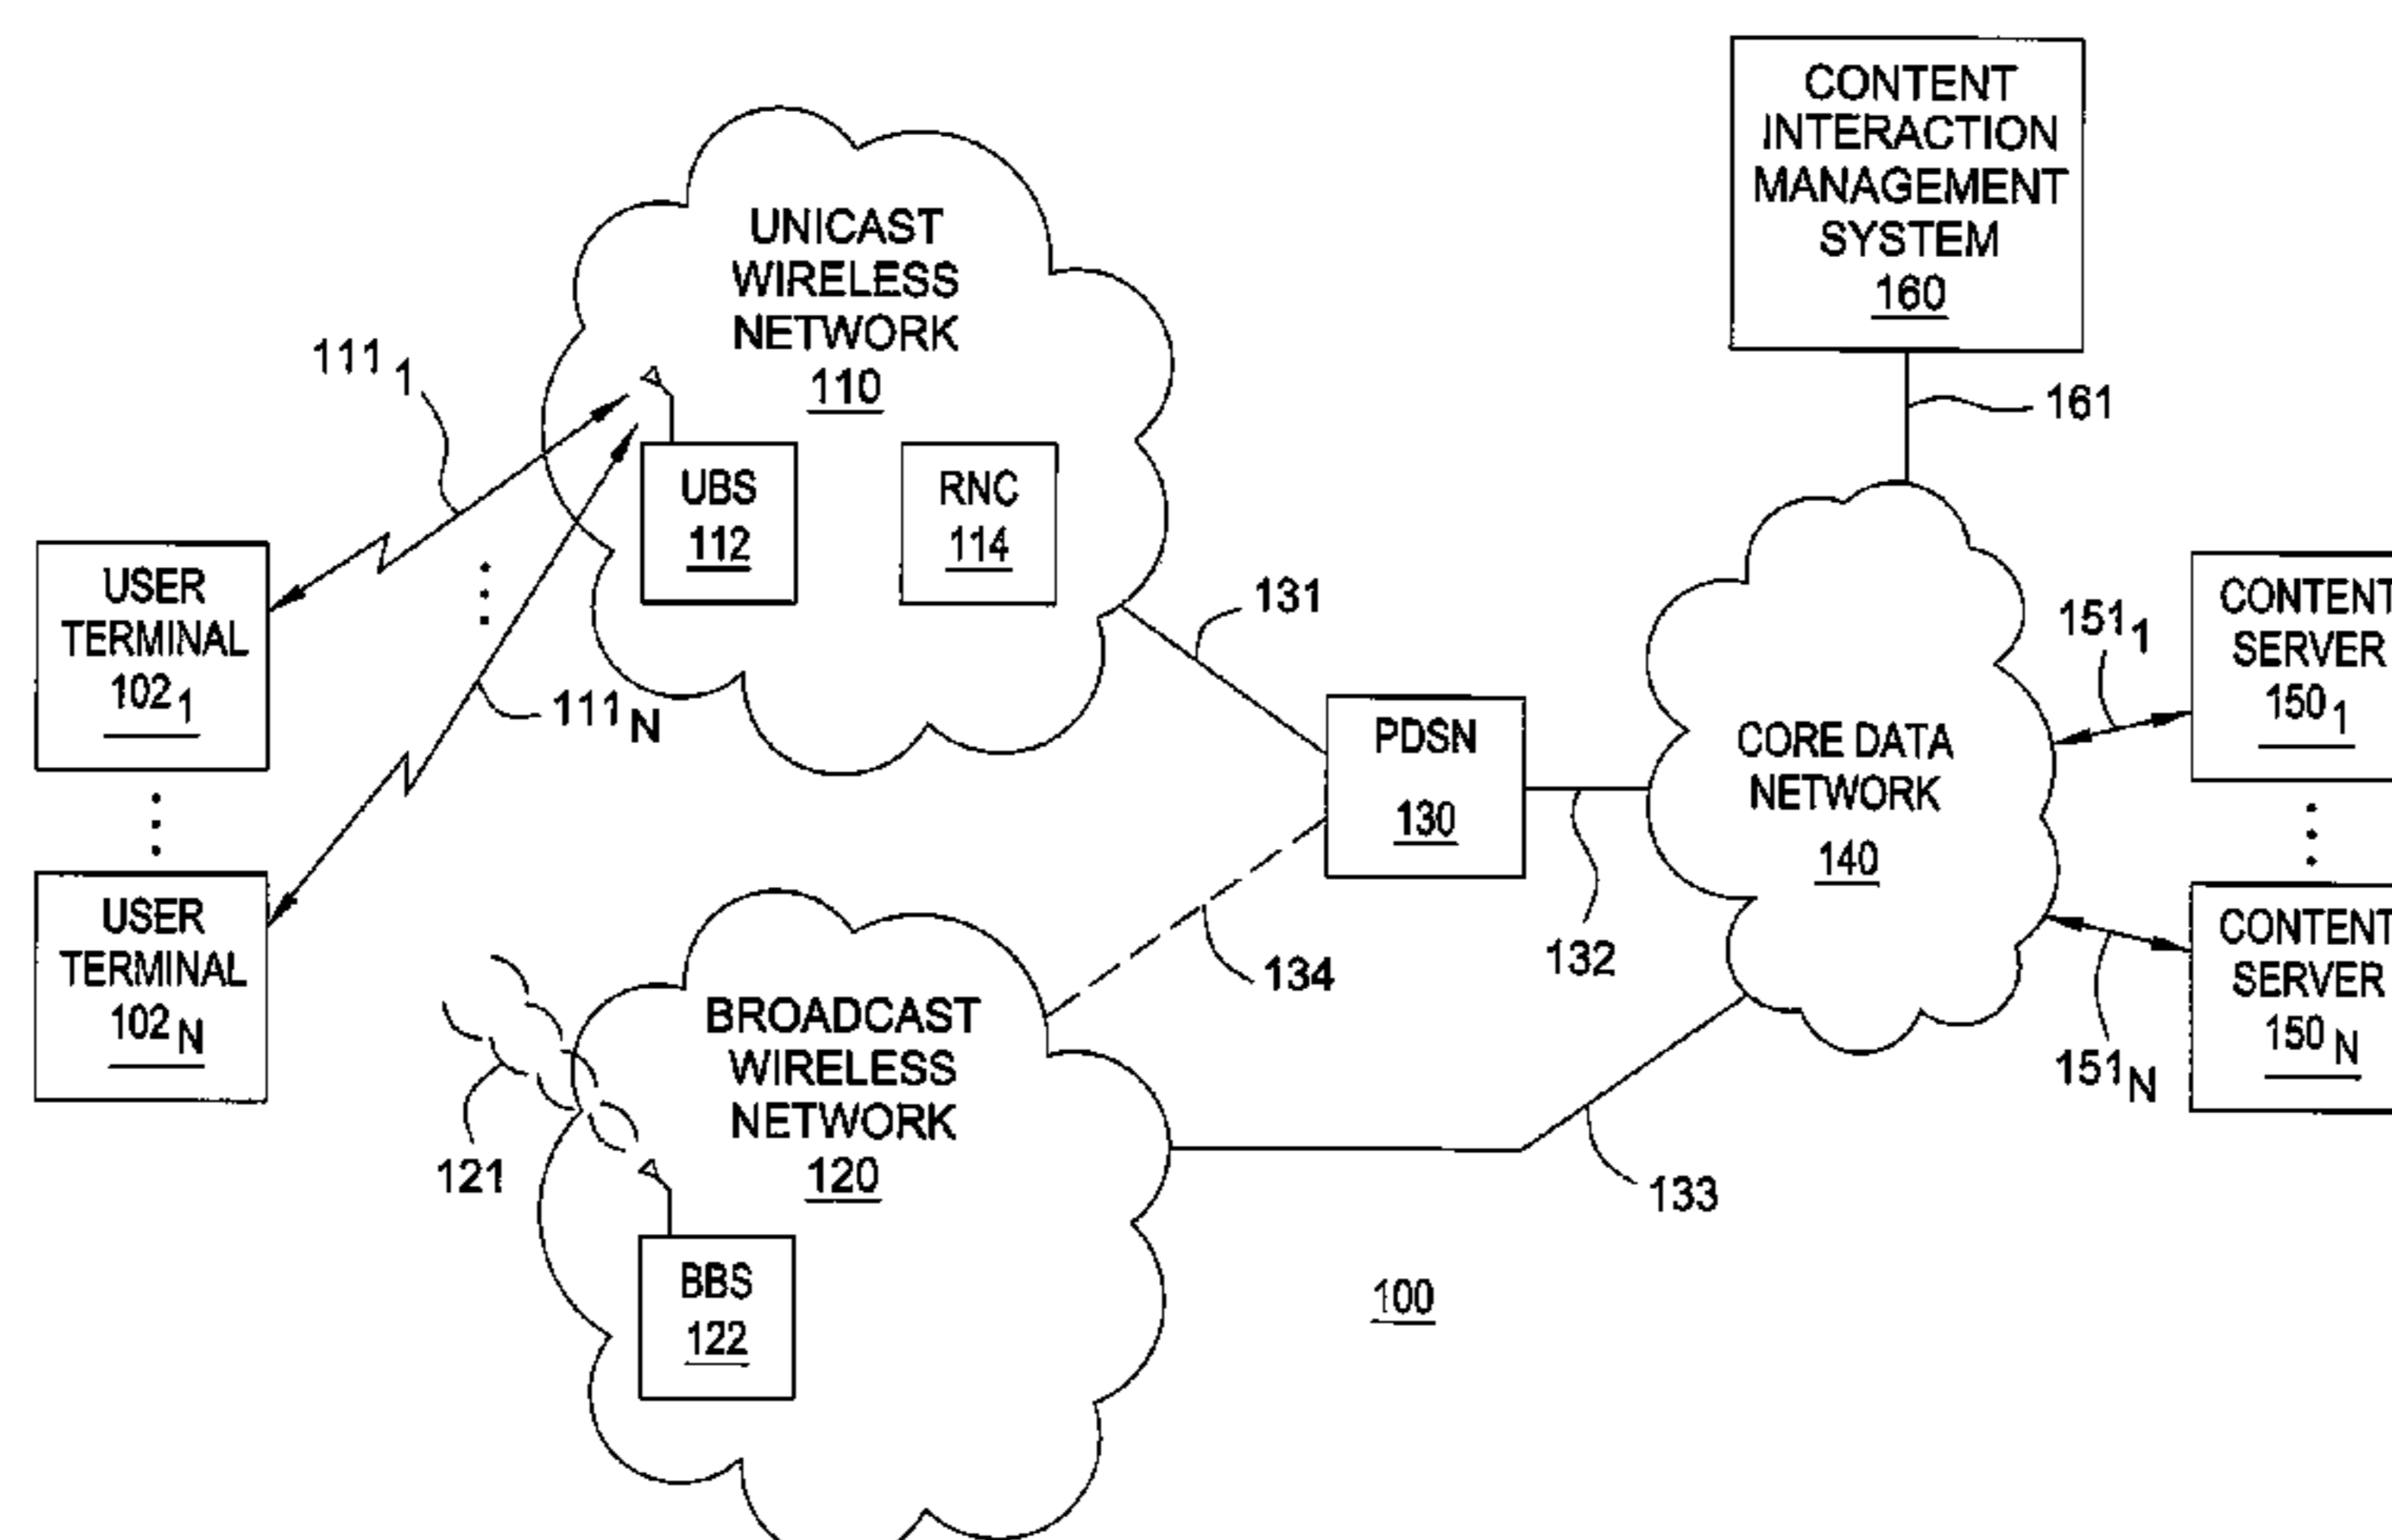 CONTENT
INTERACTION
MANAGEMENT
SYSTEM
160
UNICAST
WIRELESS
NETWORK
110
111 1
161
UBS
112
RNC
114
USER
TERMINAL
102 1
131
111 N
PDSN
130
CORE DATA
NETWORK
140
151 1
CONTENT
SERVER
150 1
USER
TERMINAL
102 N
134
132
CONTENT
SERVER
150 N
151 N
BROADCAST
WIRELESS
NETWORK
120
121
133
BBS
122
100